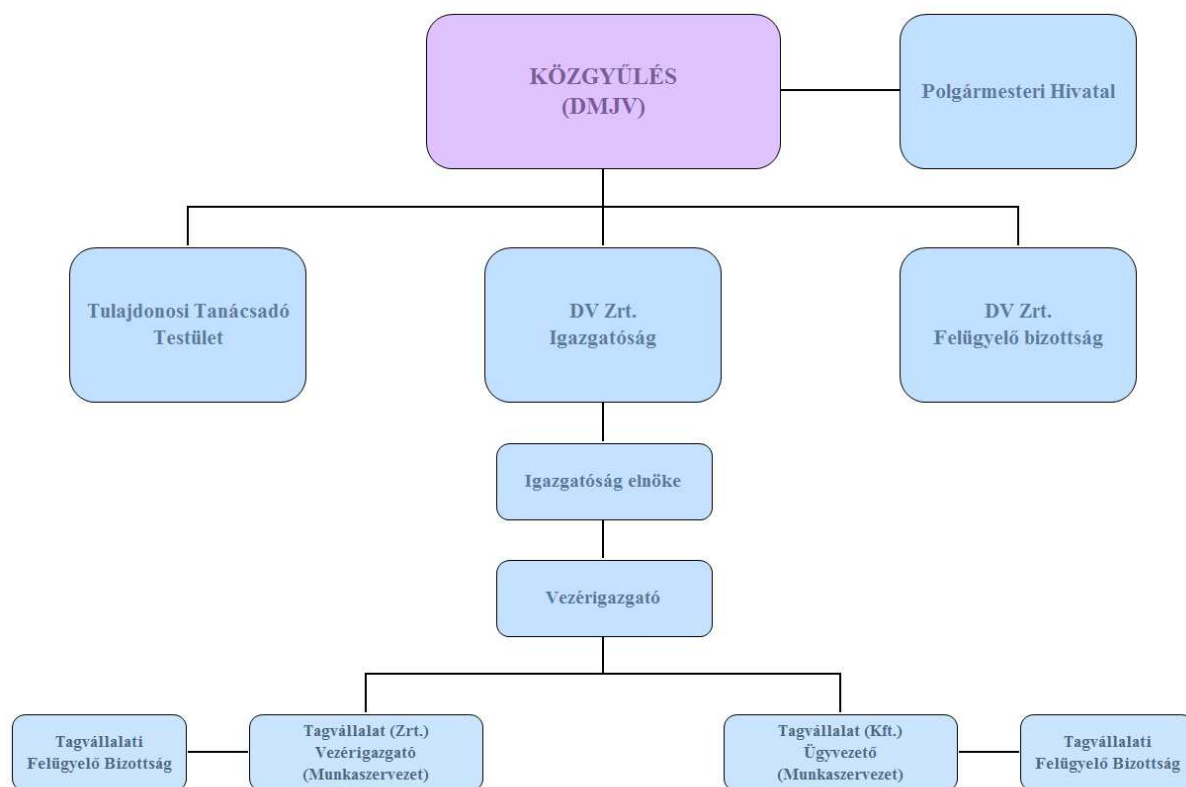 KÖZGYŰLÉS
(DMJV)
Polgármesteri Hivatal
Tulajdonosi Tanácsadó
Testület
DV Zrt.
Igazgatóság
DV Zrt.
Felügyelő bizottság
Igazgatóság elnöke
Vezérigazgató
Tagvállalati
Felügyelő Bizottság
Tagvállalat (Zrt.)
Vezérigazgató
(Munkaszervezet)
Tagvállalat (Kft.)
Ügyvezető
(Munkaszervezet)
Tagvállalati
Felügyelő Bizottság